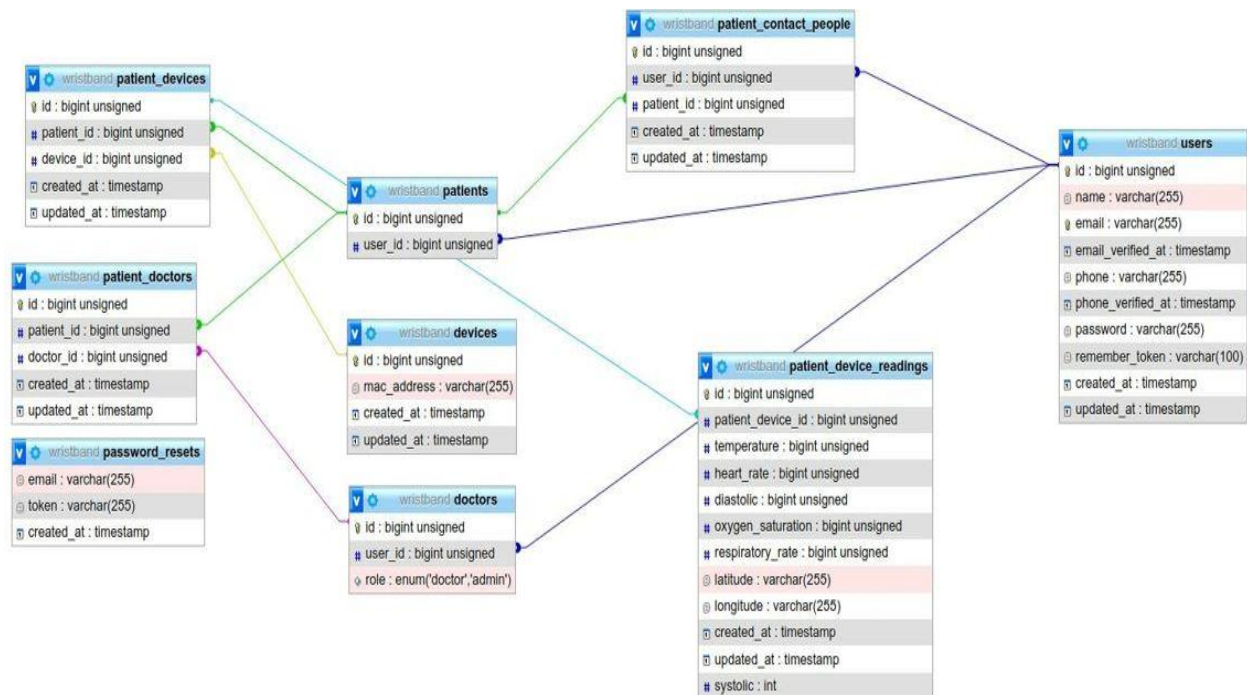 wristband patient_contact_people
id : bigint unsigned
user_id : bigint unsigned
patient_id : bigint unsigned
created_at : timestamp
updated_at : timestamp
wristband patient_devices
id : bigint unsigned
patient_id : bigint unsigned
device_id : bigint unsigned
created_at : timestamp
updated_at : timestamp
wristband users
id : bigint unsigned
name : varchar(255)
email : varchar(255)
email_verified_at : timestamp
phone : varchar(255)
phone_verified_at : timestamp
password : varchar(255)
remember_token : varchar(100)
created_at : timestamp
updated_at : timestamp
wristband patients
id : bigint unsigned
user_id : bigint unsigned
wristband patient_doctors
id : bigint unsigned
patient_id : bigint unsigned
doctor_id : bigint unsigned
created_at : timestamp
updated_at : timestamp
wristband devices
id : bigint unsigned
mac_address : varchar(255)
created_at : timestamp
updated_at : timestamp
wristband patient_device_readings
id : bigint unsigned
patient_device_id : bigint unsigned
temperature : bigint unsigned
heart_rate : bigint unsigned
diastolic : bigint unsigned
oxygen_saturation : bigint unsigned
respiratory_rate : bigint unsigned
latitude : varchar(255)
longitude : varchar(255)
created_at : timestamp
updated_at : timestamp
systolic : int
wristband password_resets
email : varchar(255)
token : varchar(255)
created_at : timestamp
wristband doctors
id : bigint unsigned
user_id : bigint unsigned
role : enum('doctor','admin')